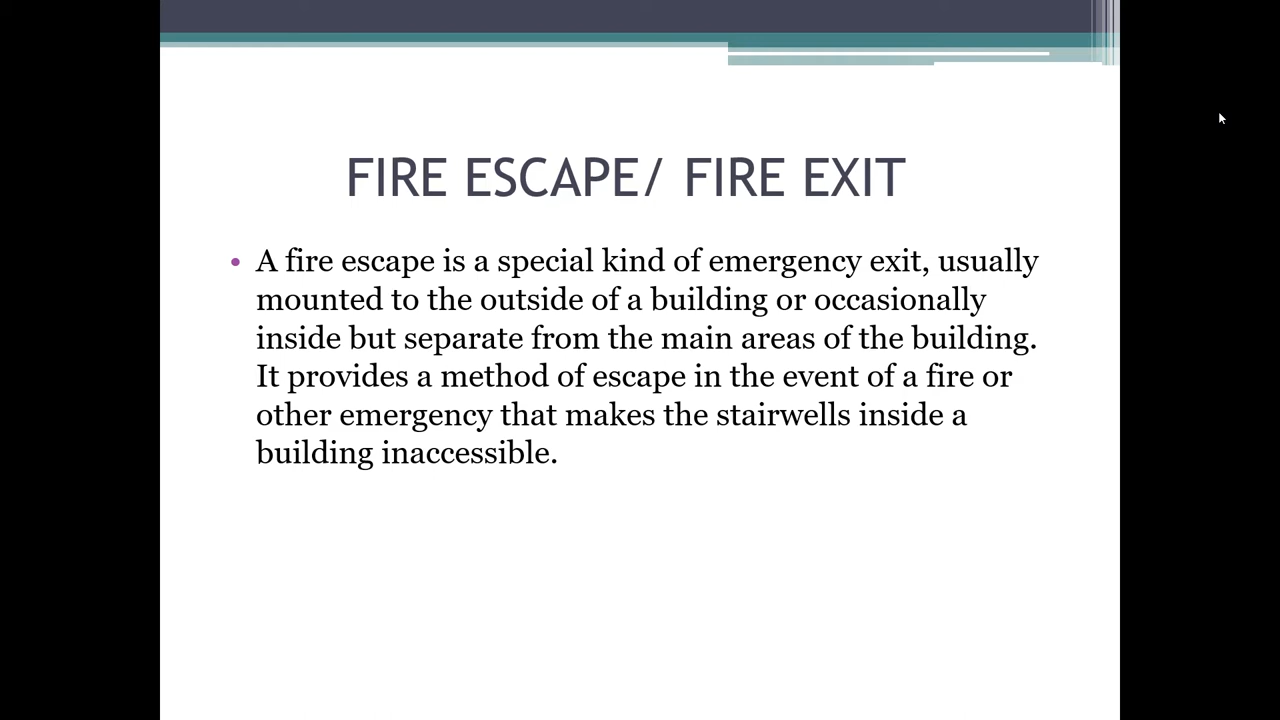 FIRE ESCAPE/ FIRE EXIT
• A fire escape is a special kind of emergency exit, usually
mounted to the outside of a building or occasionally
inside but separate from the main areas of the building.
It provides a method of escape in the event of a fire or
other emergency that makes the stairwells inside a
building inaccessible.